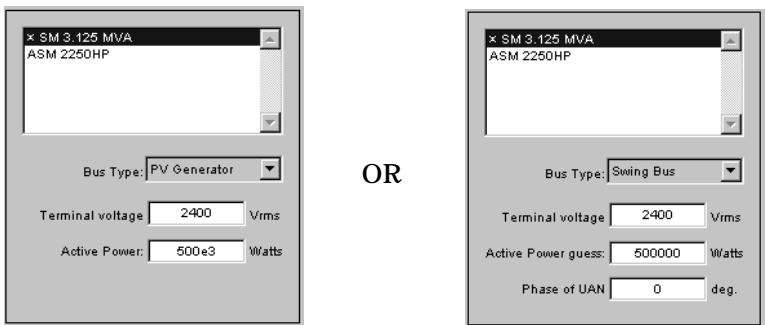 × SM 3.125 MVA
ASM 2250HP
Bus Type: PV Generator
Terminal voltage 2400 Vrms
Active Power: 500e3 Watts
OR
× SM 3.125 MVA
ASM 2250HP
Bus Type: Swing Bus
Terminal voltage 2400 Vrms
Active Power guess: 500000 Watts
Phase of UAN 0 deg.